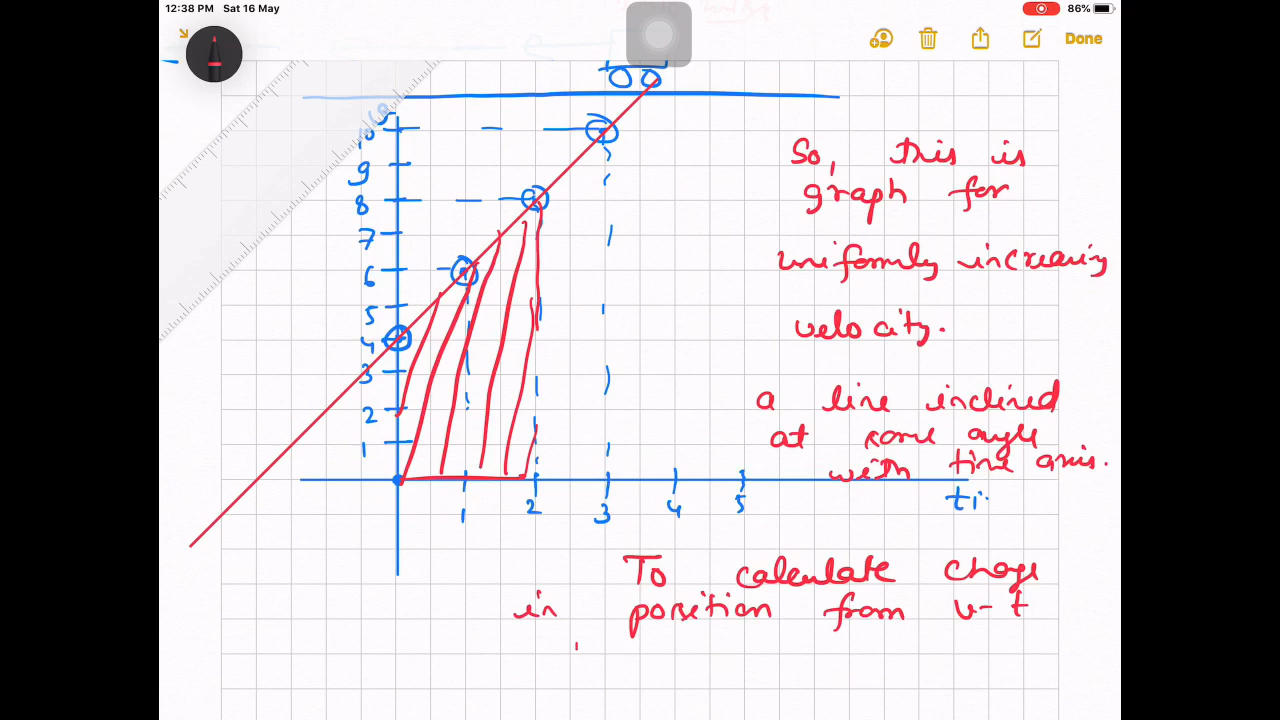 12:38 PM Sat 16 May
86%
Done
10
9
8
7
6
5
4
3
2
1
1 2 3 4 5
ti
So, this is
graph for
uniformly increasing
velocity.
a line inclined
at some angle
with time axis.
To calculate change
in position from v-t